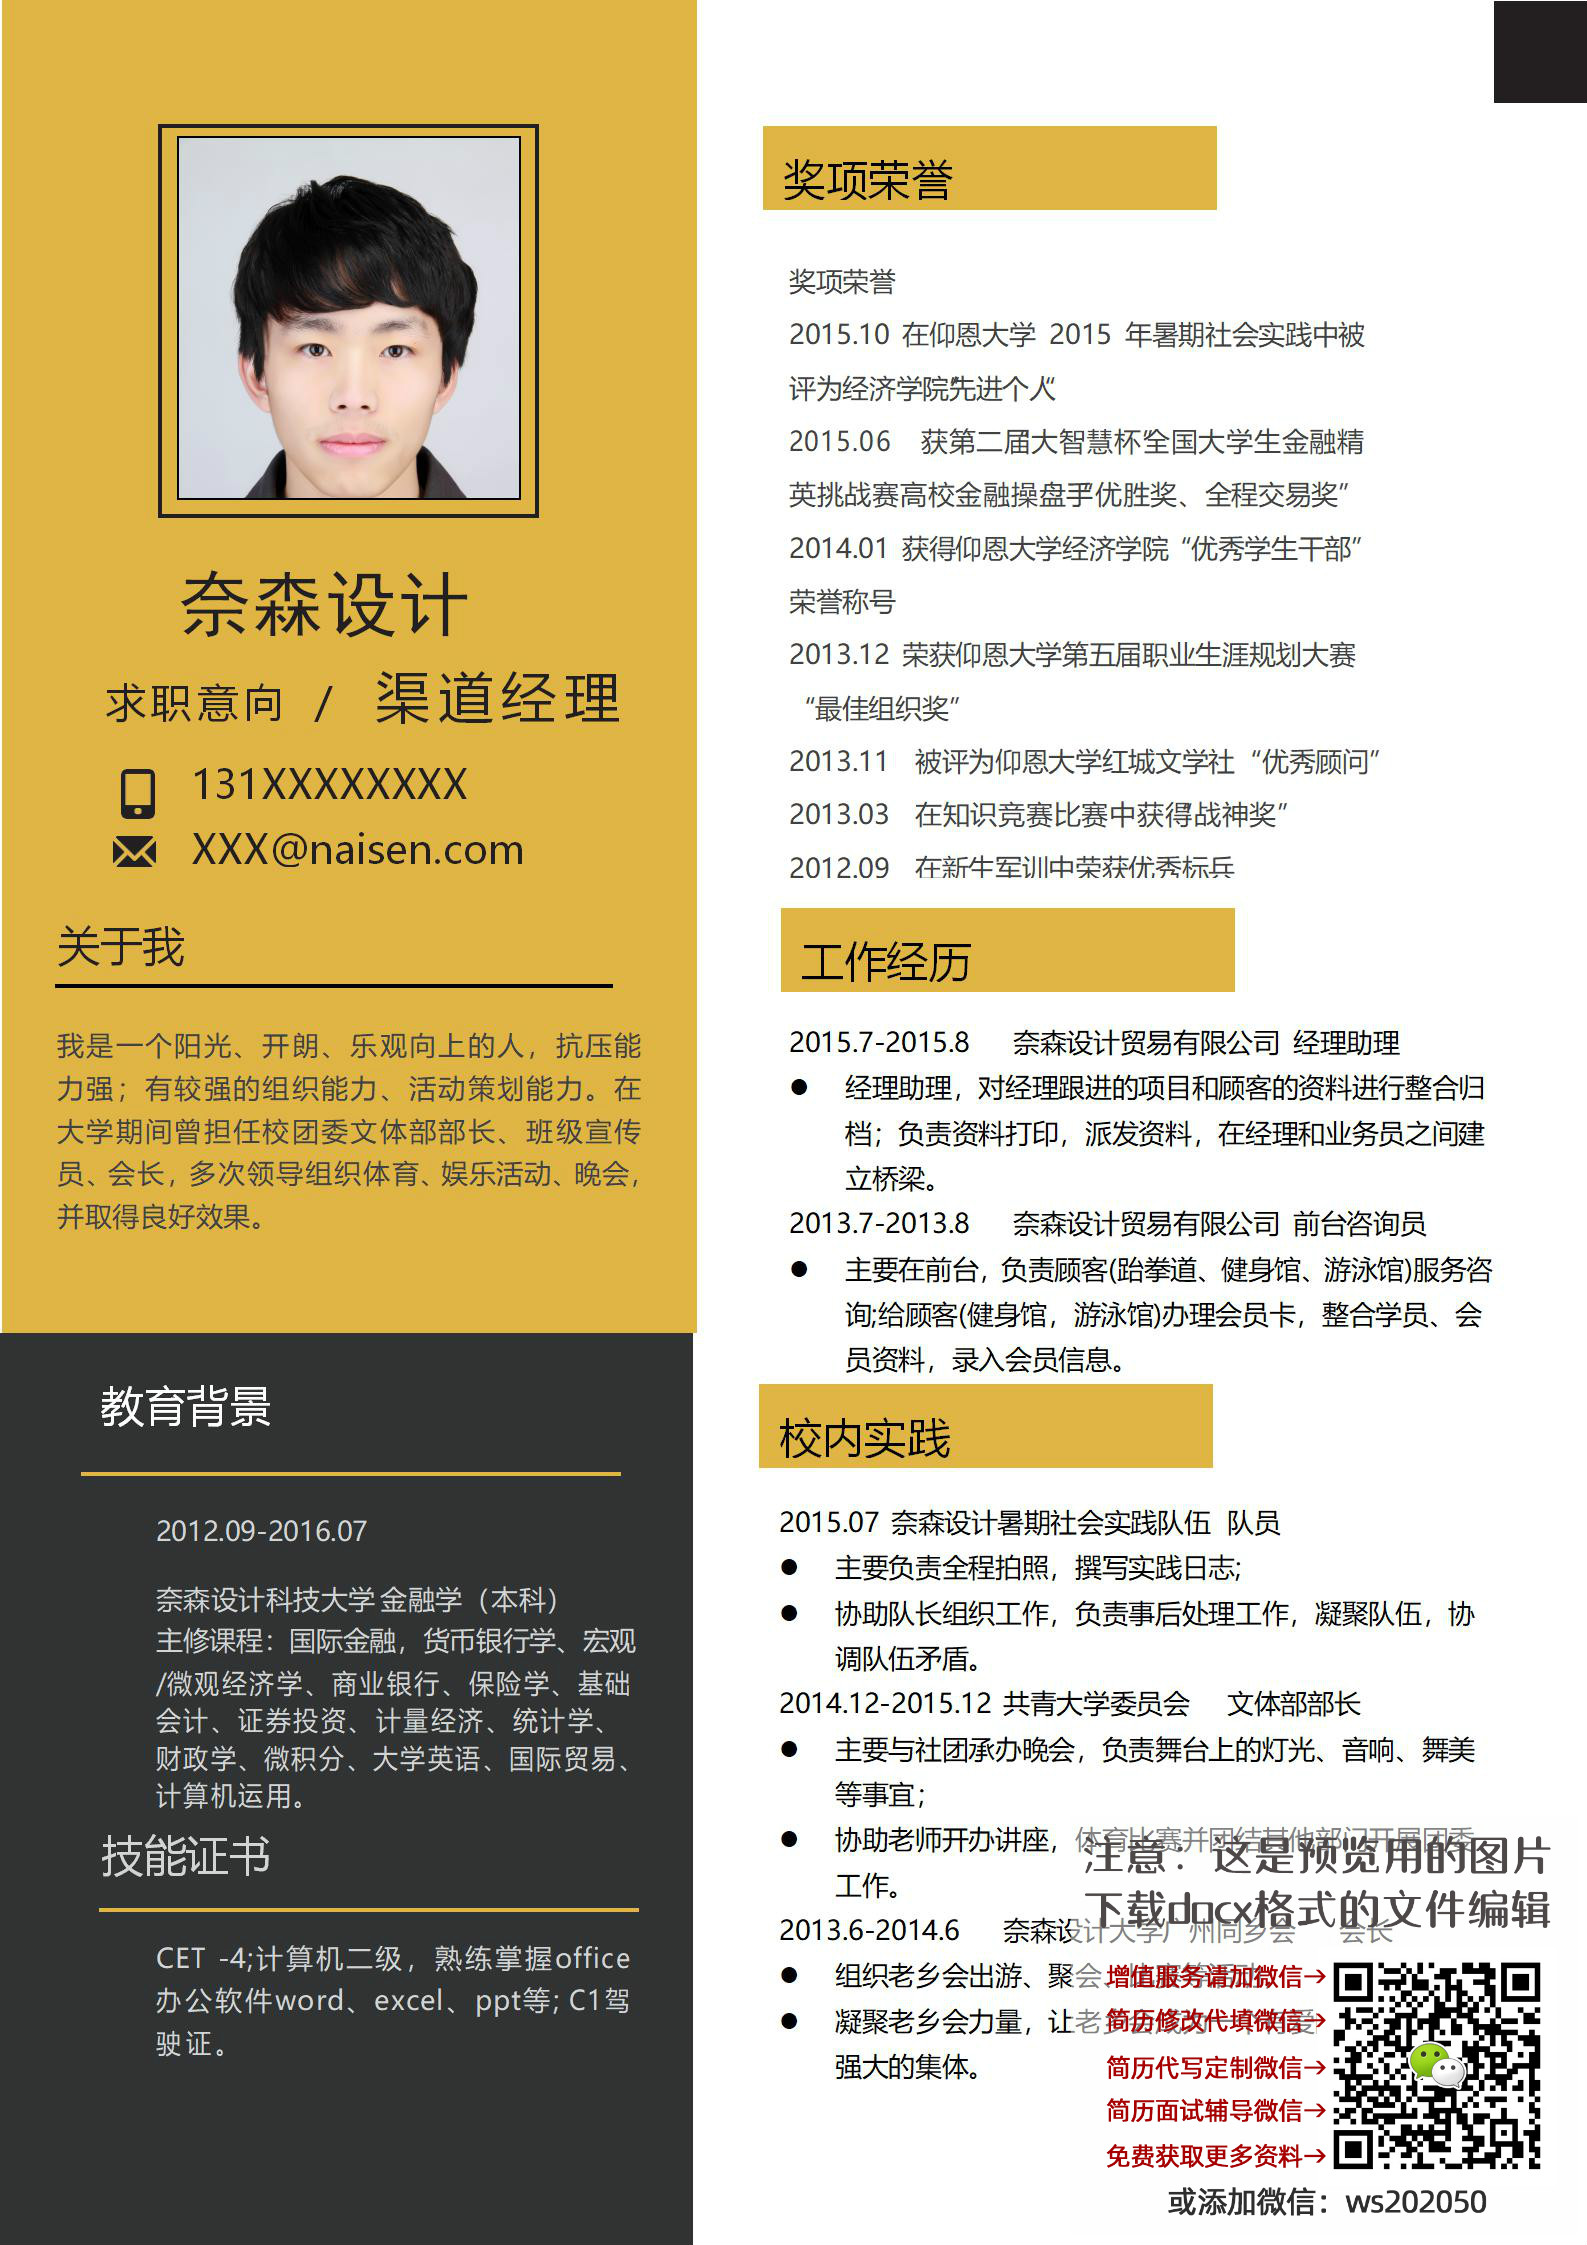 奈森设计
求职意向 / 渠道经理
131XXXXXXXX
XXX@naisen.com
关于我
我是一个阳光、开朗、乐观向上的人，抗压能
力强；有较强的组织能力、活动策划能力。在
大学期间曾担任校团委文体部部长、班级宣传
员、会长，多次领导组织体育、娱乐活动、晚会，
并取得良好效果。
教育背景
2012.09-2016.07
奈森设计科技大学 金融学（本科）
主修课程：国际金融，货币银行学、宏观
/微观经济学、商业银行、保险学、基础
会计、证券投资、计量经济、统计学、
财政学、微积分、大学英语、国际贸易、
计算机运用。
技能证书
CET -4;计算机二级，熟练掌握office
办公软件word、excel、ppt等; C1驾
驶证。
奖项荣誉
奖项荣誉
2015.10 在仰恩大学 2015 年暑期社会实践中被
评为经济学院“先进个人“
2015.06 获第二届“大智慧杯“全国大学生金融精
英挑战赛高校金融操盘手“优胜奖、全程交易奖”
2014.01 获得仰恩大学经济学院“优秀学生干部”
荣誉称号
2013.12 荣获仰恩大学第五届职业生涯规划大赛
“最佳组织奖”
2013.11 被评为仰恩大学红城文学社“优秀顾问”
2013.03 在知识竞赛比赛中获得“战神奖”
2012.09 在新生军训中荣获优秀标兵
工作经历
2015.7-2015.8 奈森设计贸易有限公司 经理助理
● 经理助理，对经理跟进的项目和顾客的资料进行整合归
档；负责资料打印，派发资料，在经理和业务员之间建
立桥梁。
2013.7-2013.8 奈森设计贸易有限公司 前台咨询员
● 主要在前台，负责顾客(跆拳道、健身馆、游泳馆)服务咨
询;给顾客(健身馆，游泳馆)办理会员卡，整合学员、会
员资料，录入会员信息。
校内实践
2015.07 奈森设计暑期社会实践队伍 队员
● 主要负责全程拍照，撰写实践日志;
● 协助队长组织工作，负责事后处理工作，凝聚队伍，协
调队伍矛盾。
2014.12-2015.12 共青大学委员会 文体部部长
● 主要与社团承办晚会，负责舞台上的灯光、音响、舞美
等事宜；
● 协助老师开办讲座，体育比赛并团结其他部门开展团委
工作。
2013.6-2014.6 奈森设计大学广州同乡会 会长
● 组织老乡会出游、聚会、
● 凝聚老乡会力量，让老乡会成为一个有爱
强大的集体。
注意：这是预览用的图片
下载docx格式的文件编辑
增值服务请加微信→
简历修改代填微信→
简历代写定制微信→
简历面试辅导微信→
免费获取更多资料→
或添加微信：ws202050